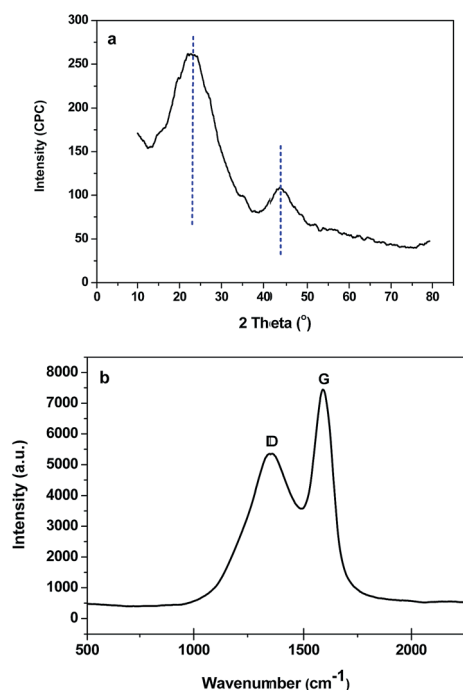 a
300
250
200
150
100
50
0
Intensity (CPC)
0 10 20 30 40 50 60 70 80
2 Theta (°)
b
G
D
8000
7000
6000
5000
4000
3000
2000
1000
0
Intensity (a.u.)
500 1000 1500 2000
Wavenumber (cm⁻¹)